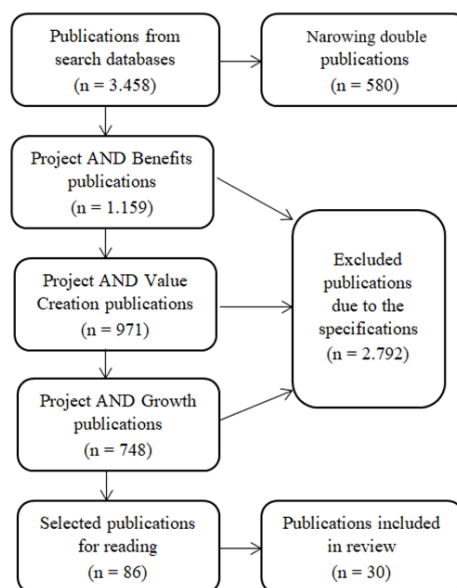 Publications from
search databases
(n = 3.458)
Narowing double
publications
(n = 580)
Project AND Benefits
publications
(n = 1.159)
Project AND Value
Creation publications
(n = 971)
Excluded
publications
due to the
specifications
(n = 2.792)
Project AND Growth
publications
(n = 748)
Selected publications
for reading
(n = 86)
Publications included
in review
(n = 30)